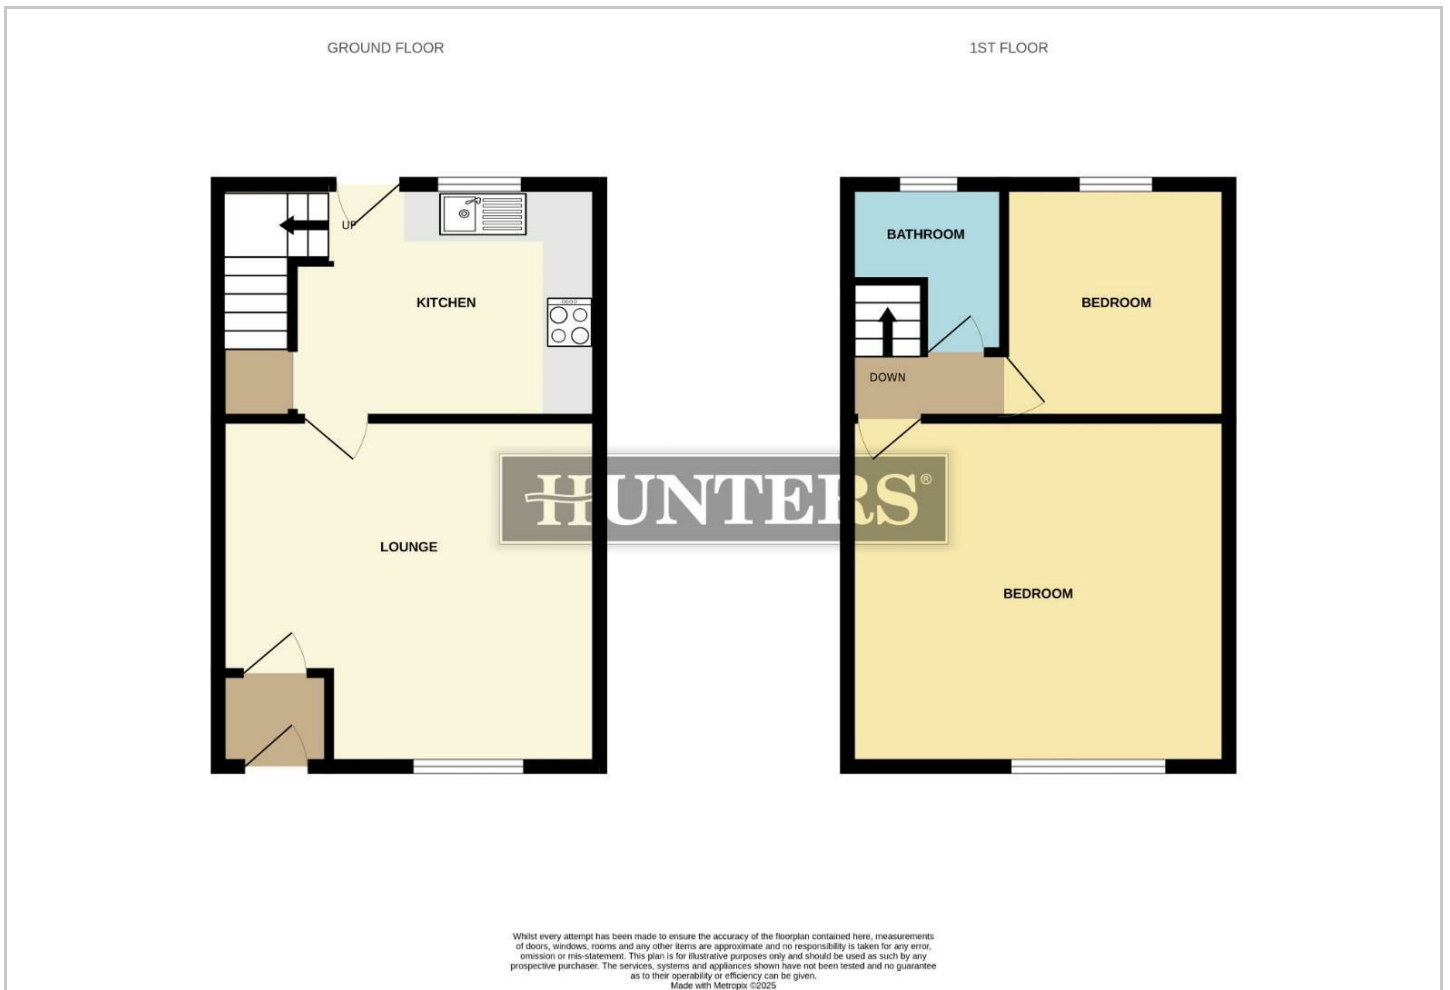 GROUND FLOOR
1ST FLOOR
UP
KITCHEN
LOUNGE
BATHROOM
BEDROOM
DOWN
BEDROOM
HUNTERS®
Whilst every attempt has been made to ensure the accuracy of the floorplan contained here, measurements
of doors, windows, rooms and any other items are approximate and no responsibility is taken for any error,
omission or mis-statement. This plan is for illustrative purposes only and should be used as such by any
prospective purchaser. The services, systems and appliances shown have not been tested and no guarantee
as to their operability or efficiency can be given.
Made with Metropix ©2025